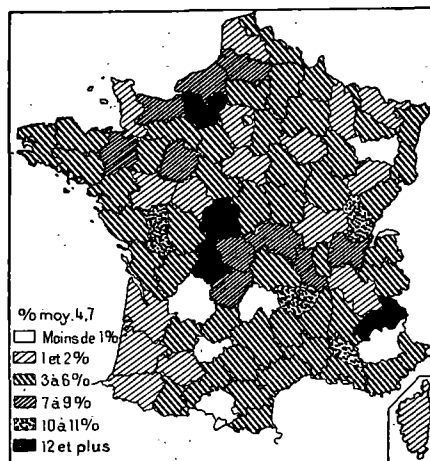 % moy. 4,7
Moins de 1%
1 et 2%
3 à 6%
7 à 9%
10 à 11%
12 et plus